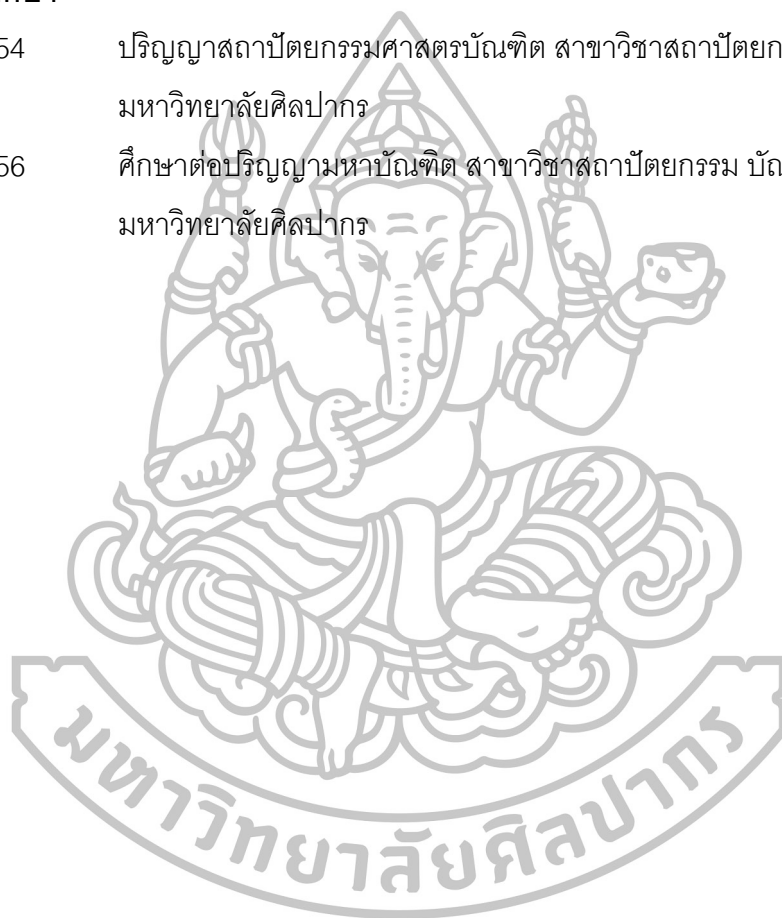 54 ปริญญาสถาปัตยกรรมศาสตรบัณฑิต สาขาวิชาสถาปัตยก
มหาวิทยาลัยศิลปากร
56 ศึกษาต่อปริญญามหาบัณฑิต สาขาวิชาสถาปัตยกรรม บัณ
มหาวิทยาลัยศิลปากร
มหาวิทยาลัยศิลปากร